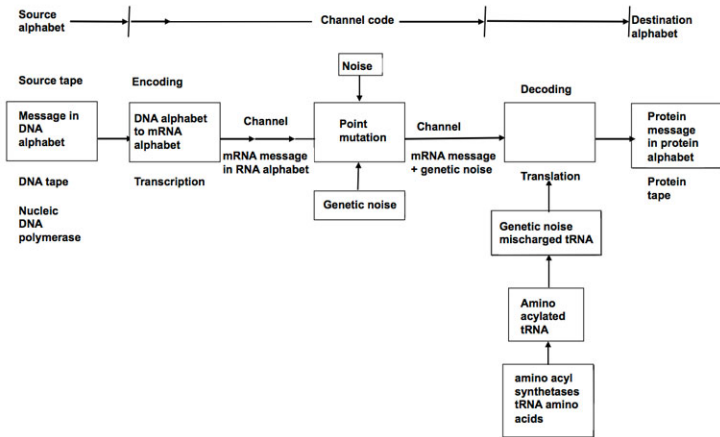 Source
alphabet
Channel code
Destination
alphabet
Noise
Source tape
Encoding
Decoding
Message in
DNA
alphabet
DNA alphabet
to mRNA
alphabet
Channel
mRNA message
in RNA alphabet
Point
mutation
Channel
mRNA message
+ genetic noise
Protein
message
in protein
alphabet
DNA tape
Transcription
Genetic noise
Translation
Protein
tape
Nucleic
DNA
polymerase
Genetic noise
mischarged tRNA
Amino
acylated
tRNA
amino acyl
synthetases
tRNA amino
acids